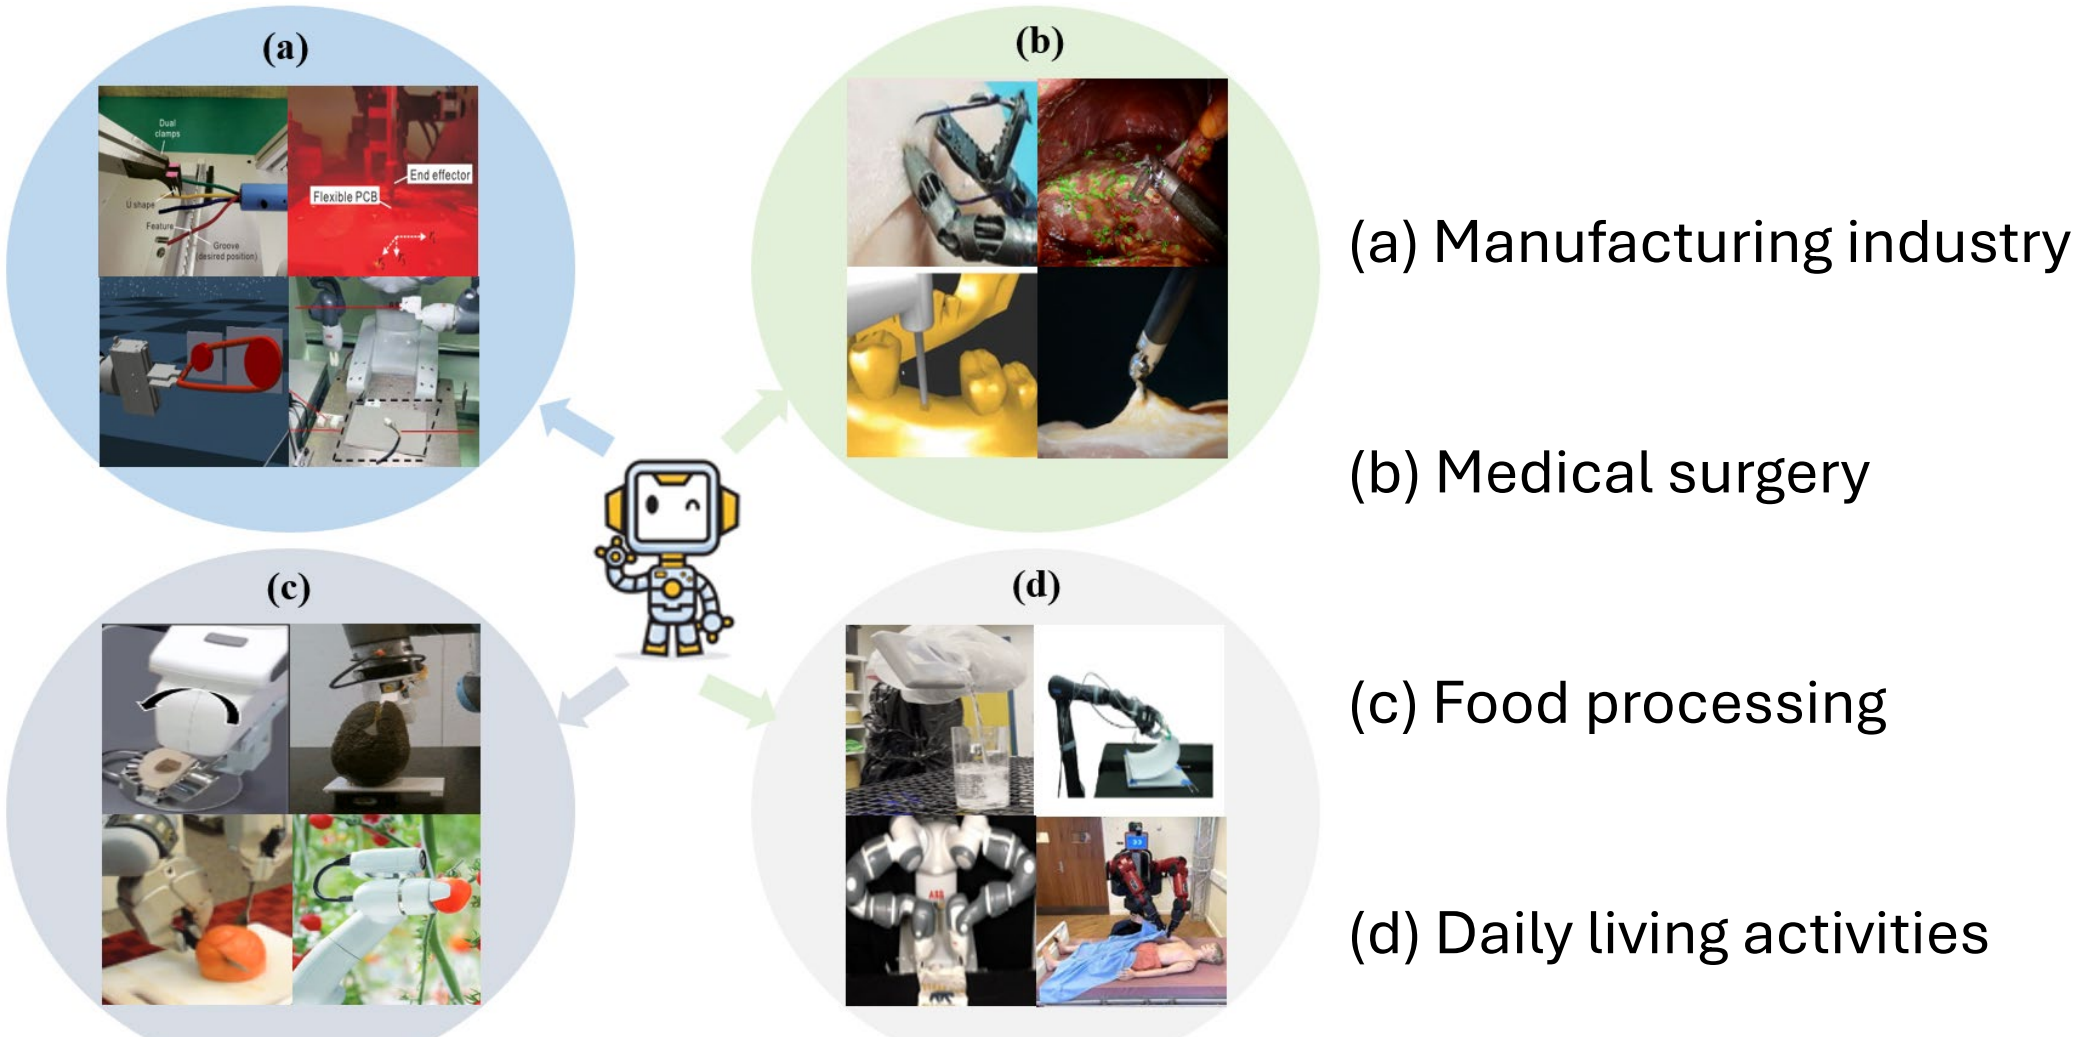 (a)
Dual
clamps
U shape
Feature
Groove
(desired position)
End effector
Flexible PCB
(b)
(c)
(d)
ABB
(a) Manufacturing industry
(b) Medical surgery
(c) Food processing
(d) Daily living activities